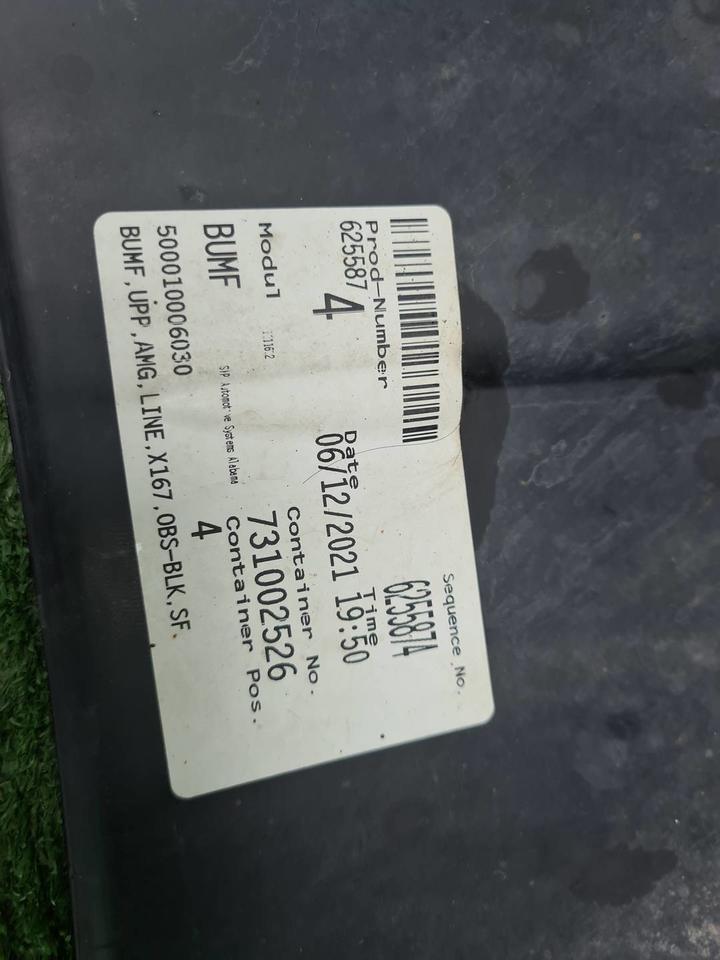 Sequence No.
6255874
Prod-Number Date Time
625587 4 06/12/2021 19:50
Modul Container No.
BUMF 731002526
Container Pos.
4
500010006030
BUMF,UPP,AMG,LINE,X167,OBS-BLK,SF